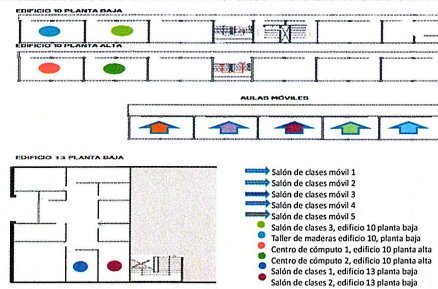 EDIFICIO 10 PLANTA BAJA
EDIFICIO 10 PLANTA ALTA
AULAS MÓVILES
EDIFICIO 13 PLANTA BAJA
Salón de clases móvil 1
Salón de clases móvil 2
Salón de clases móvil 3
Salón de clases móvil 4
Salón de clases móvil 5
Salón de clases 3, edificio 10 planta baja
Taller de maderas edificio 10, planta baja
Centro de cómputo 1, edificio 10 planta alta
Centro de cómputo 2, edificio 10 planta alta
Salón de clases 1, edificio 13 planta baja
Salón de clases 2, edificio 13 planta baja